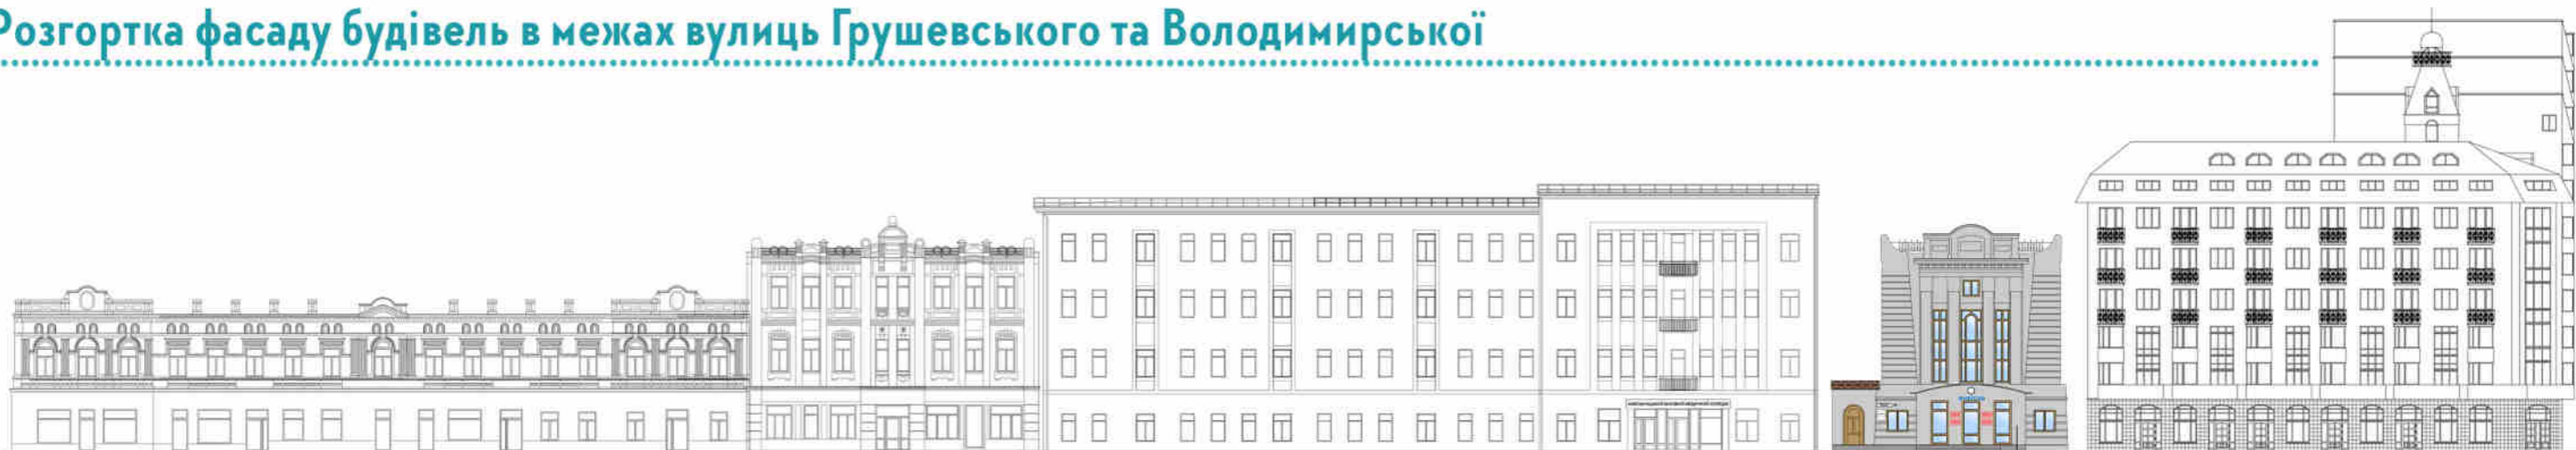 Розгортка фасаду будівель в межах вулиць Грушевського та Володимирської